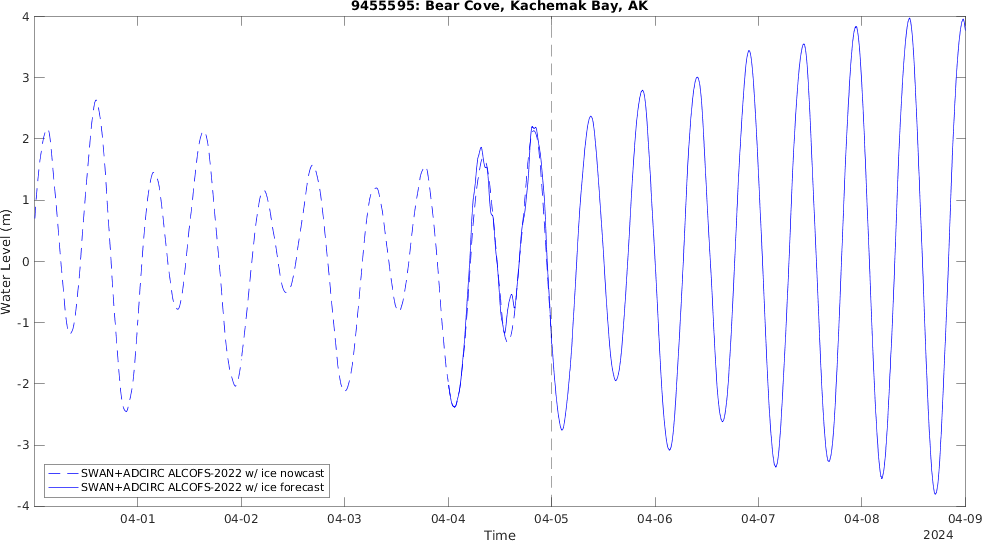 9455595: Bear Cove, Kachemak Bay, AK
4
3
2
1
0
-1
-2
-3
-4
Water Level (m)
SWAN+ADCIRC ALCOFS-2022 w/ ice nowcast
SWAN+ADCIRC ALCOFS-2022 w/ ice forecast
04-01 04-02 04-03 04-04 04-05 04-06 04-07 04-08 04-09
Time
2024